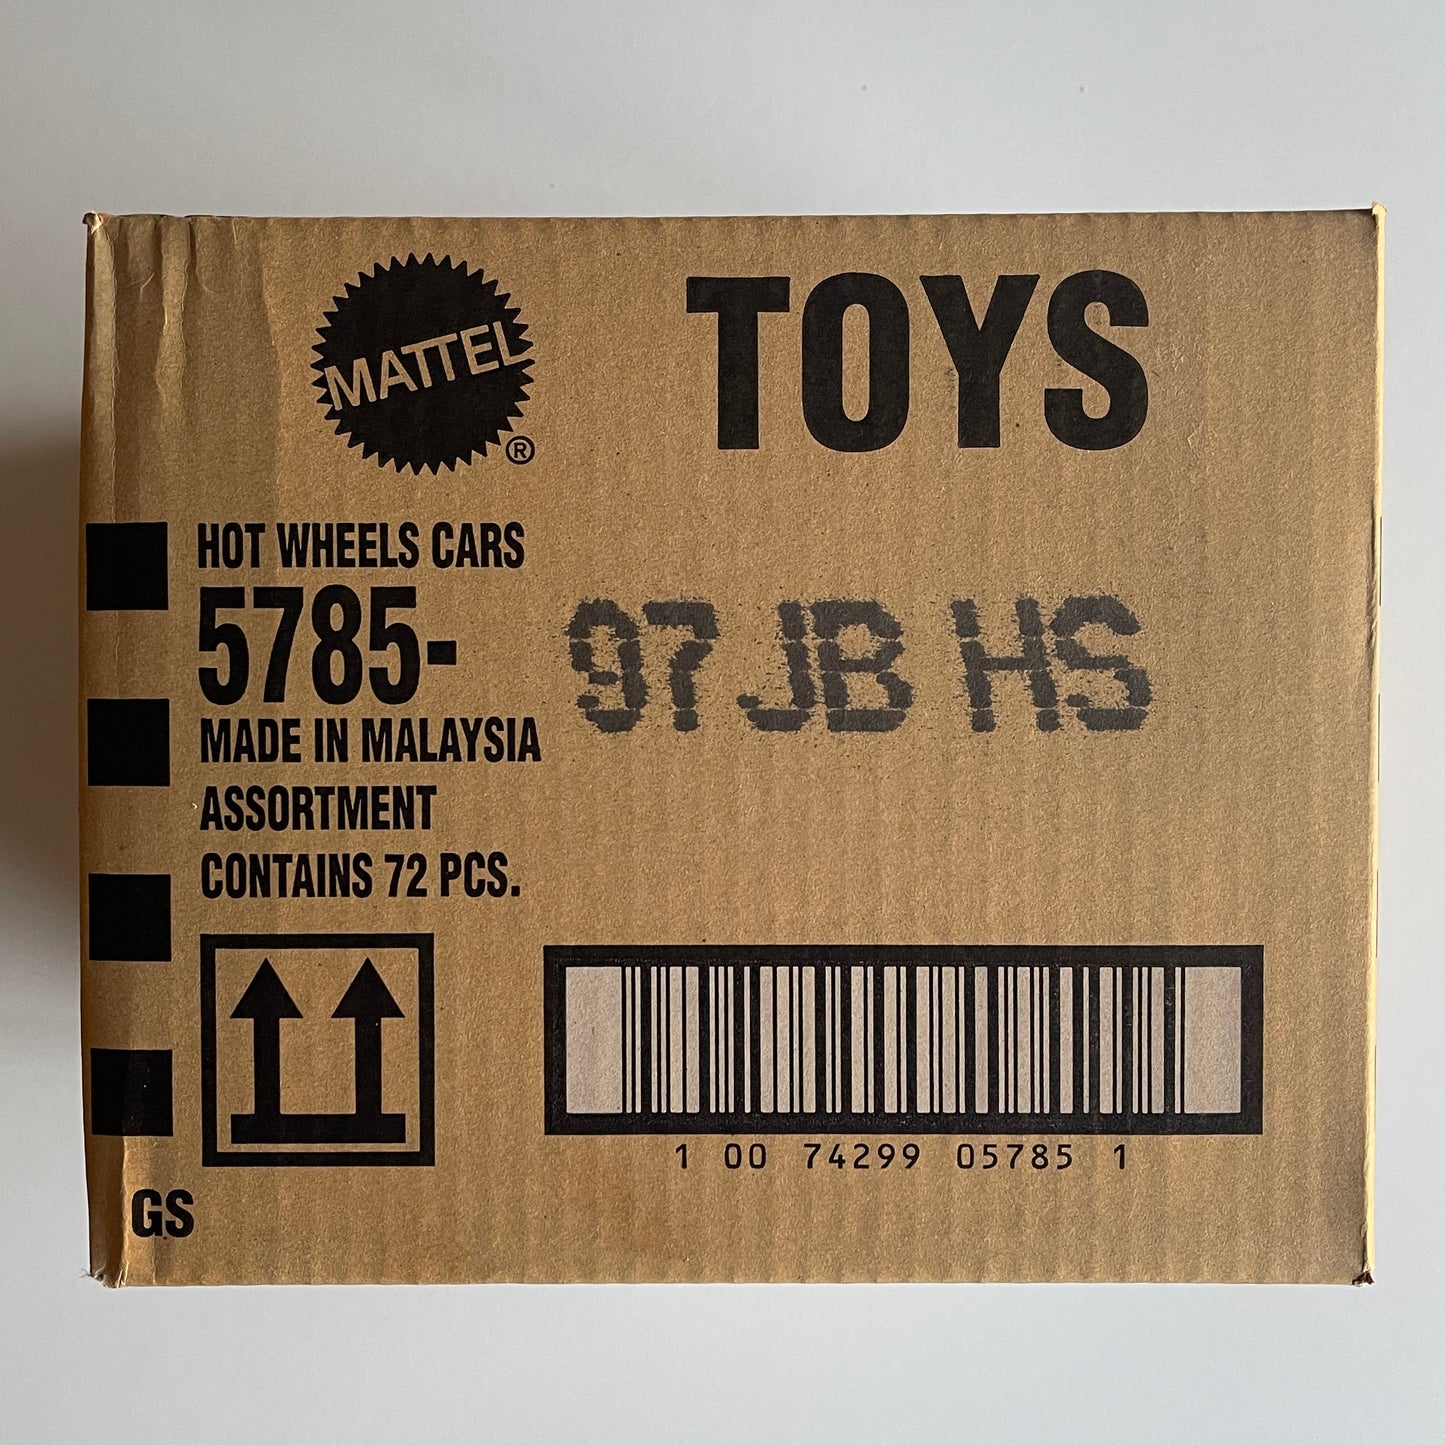 MATTEL®
TOYS
HOT WHEELS CARS
5785- 97 JB HS
MADE IN MALAYSIA
ASSORTMENT
CONTAINS 72 PCS.
1 00 74299 05785 1
GS